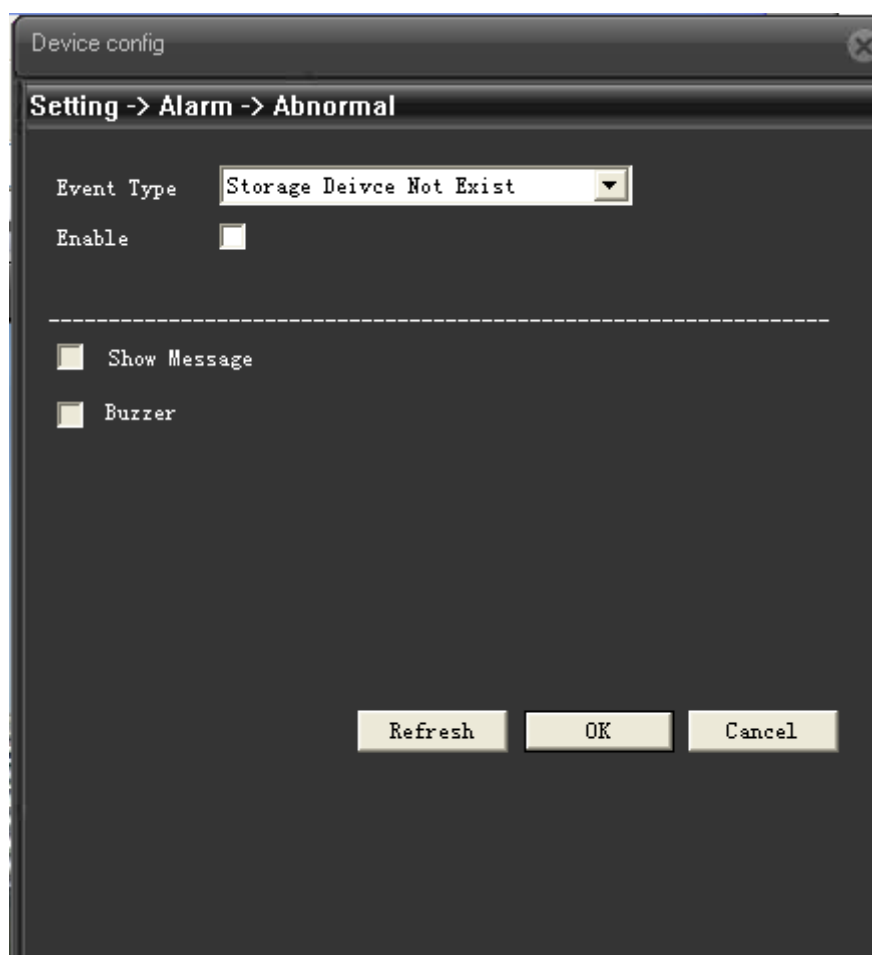 Device config
Setting -> Alarm -> Abnormal
Event Type Storage Deivce Not Exist
Enable
Show Message
Buzzer
Refresh OK Cancel